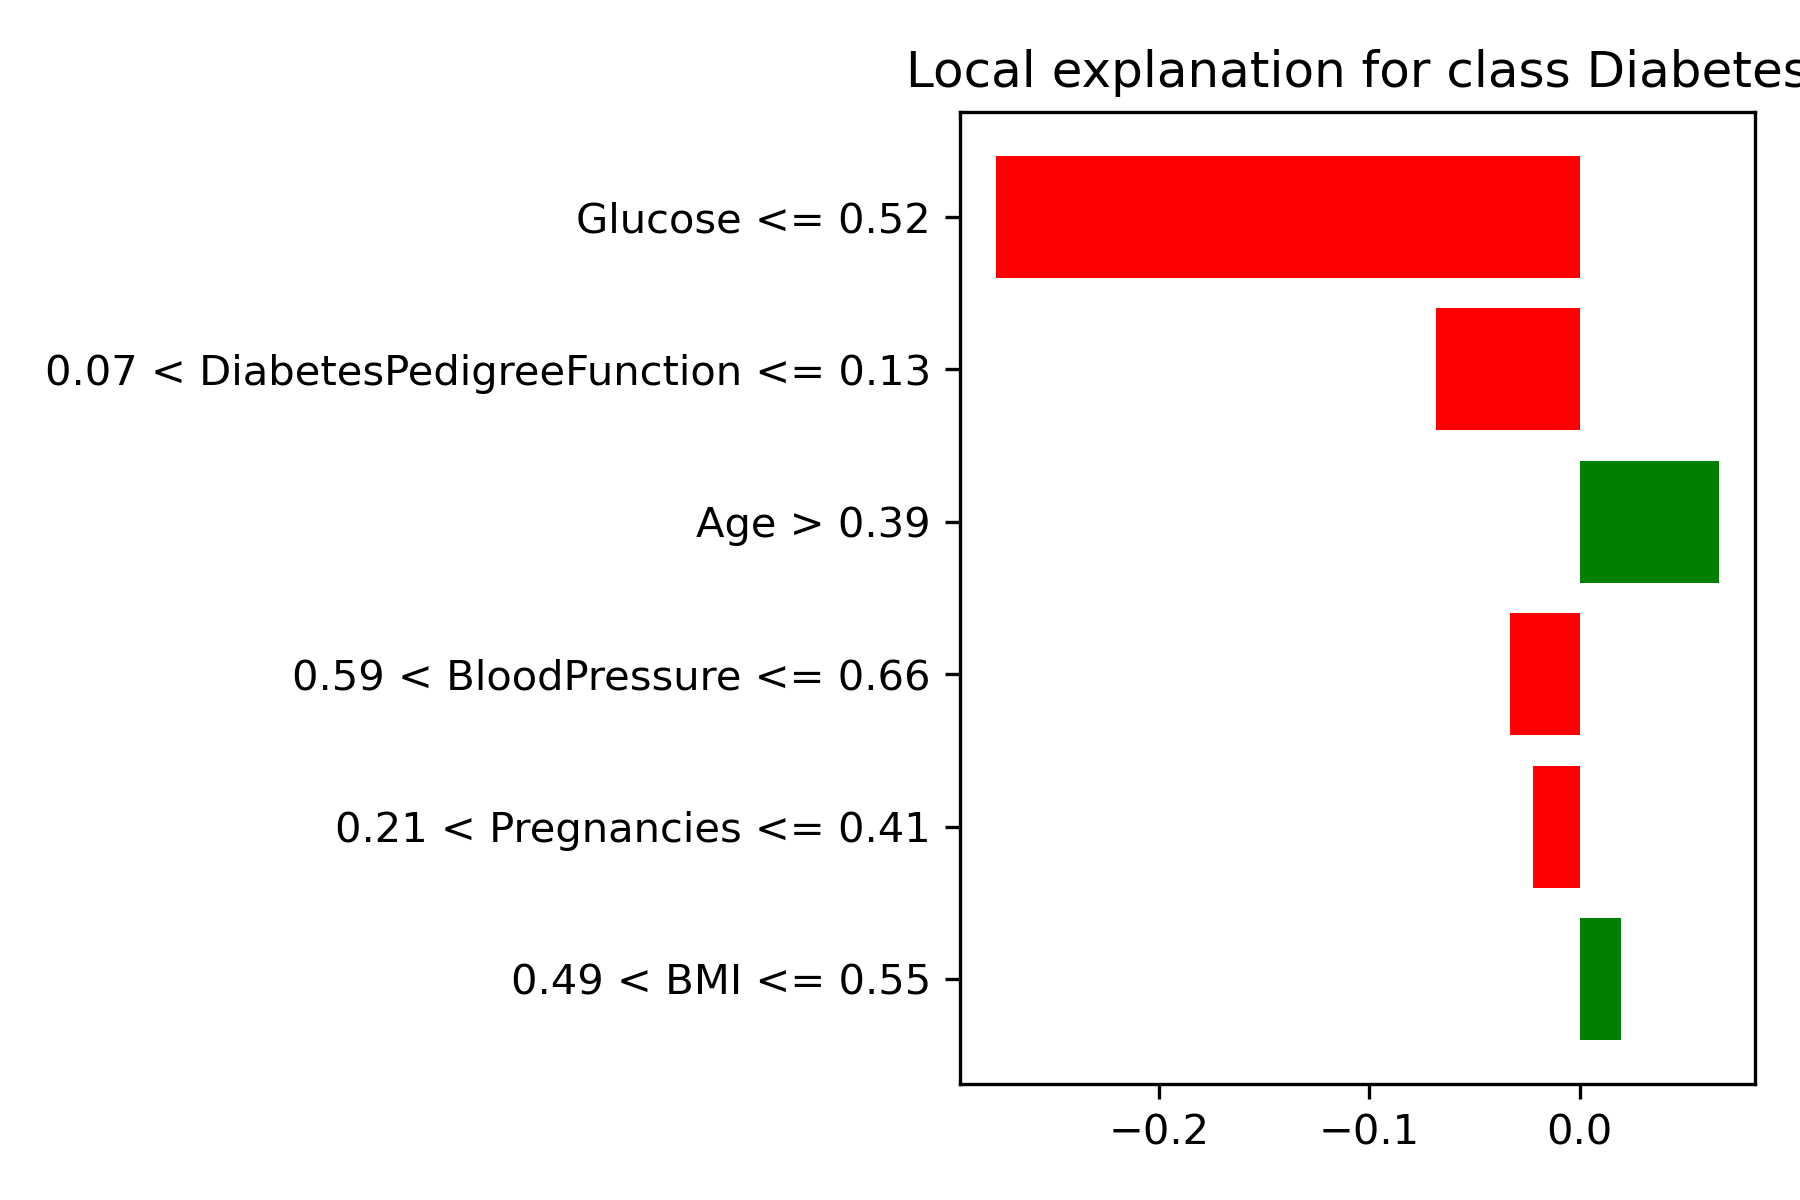 Local explanation for class Diabetes
Glucose <= 0.52
0.07 < DiabetesPedigreeFunction <= 0.13
Age > 0.39
0.59 < BloodPressure <= 0.66
0.21 < Pregnancies <= 0.41
0.49 < BMI <= 0.55
−0.2 −0.1 0.0